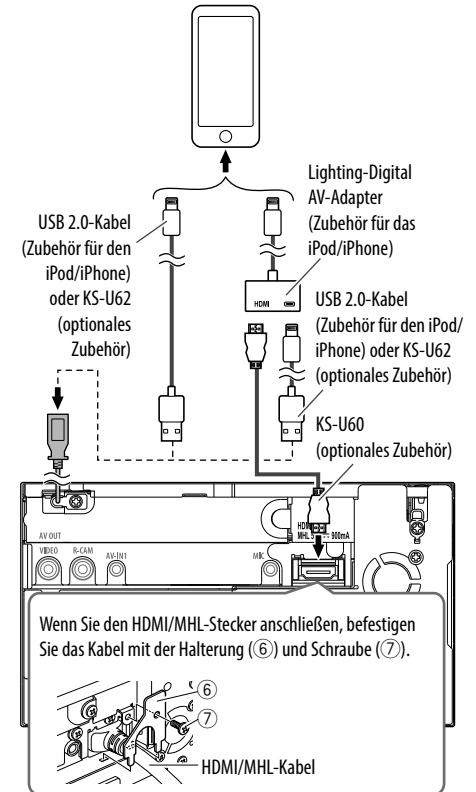 Lighting-Digital
AV-Adapter
(Zubehör für das
iPod/iPhone)
USB 2.0-Kabel
(Zubehör für den
iPod/iPhone)
oder KS-U62
(optionales
Zubehör)
HDMI
USB 2.0-Kabel
(Zubehör für den iPod/
iPhone) oder KS-U62
(optionales Zubehör)
KS-U60
(optionales Zubehör)
AV OUT
VIDEO
R-CAM
AV-IN1
MIC
900mA
Wenn Sie den HDMI/MHL-Stecker anschließen, befestigen
Sie das Kabel mit der Halterung (⑥) und Schraube (⑦).
⑥
⑦
HDMI/MHL-Kabel